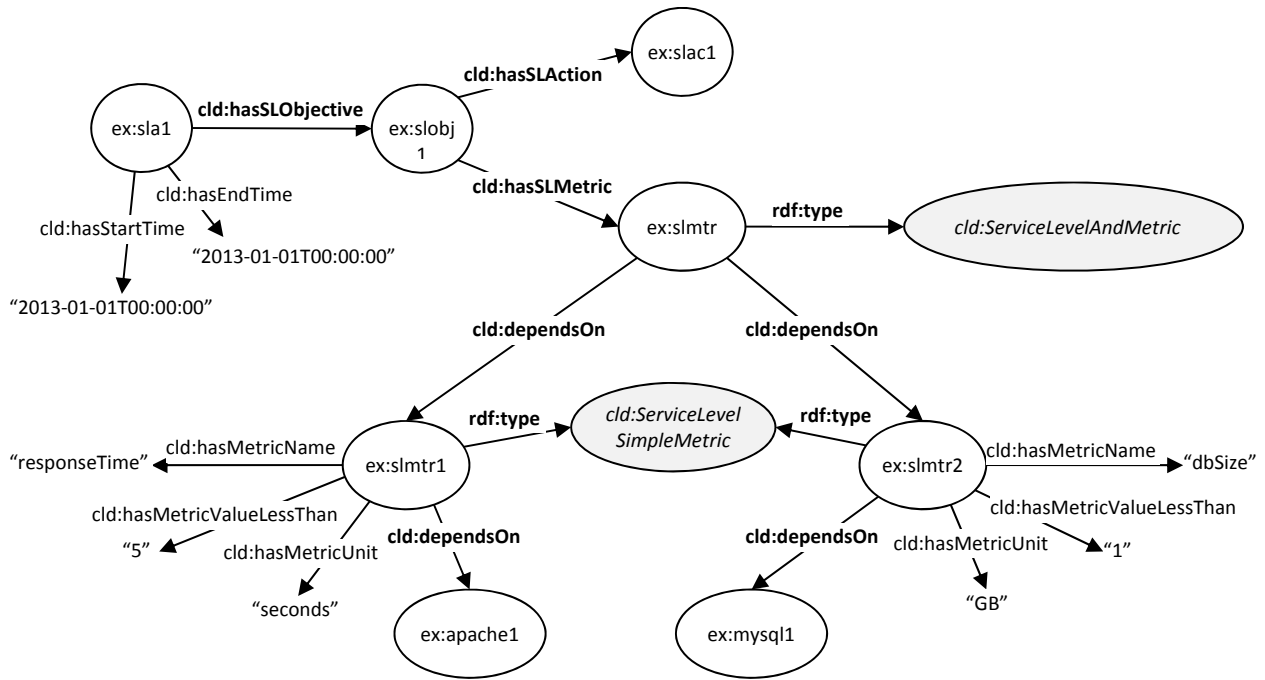 ex:slac1
cld:hasSLAction
cld:hasSLObjective
ex:sla1
ex:slobj
1
cld:hasEndTime
cld:hasSLMetric
rdf:type
cld:hasStartTime
ex:slmtr
cld:ServiceLevelAndMetric
“2013-01-01T00:00:00”
“2013-01-01T00:00:00”
cld:dependsOn
cld:dependsOn
cld:ServiceLevel
SimpleMetric
rdf:type
rdf:type
cld:hasMetricName
cld:hasMetricName
“responseTime”
ex:slmtr1
ex:slmtr2
“dbSize”
cld:hasMetricValueLessThan
cld:hasMetricValueLessThan
cld:dependsOn
cld:dependsOn
“5”
cld:hasMetricUnit
cld:hasMetricUnit
“1”
“seconds”
“GB”
ex:apache1
ex:mysql1